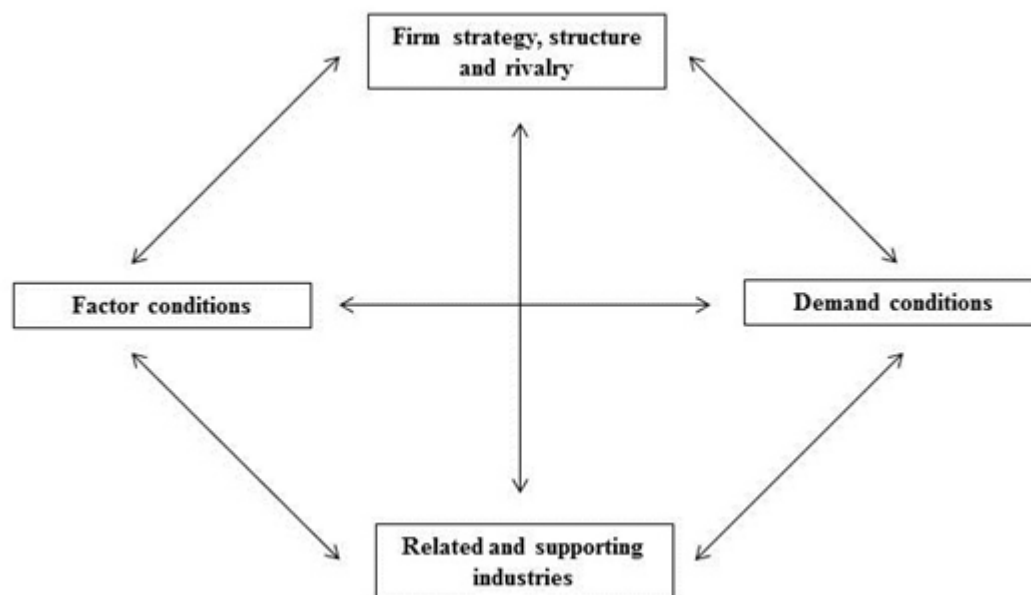 Firm strategy, structure
and rivalry
Factor conditions
Demand conditions
Related and supporting
industries